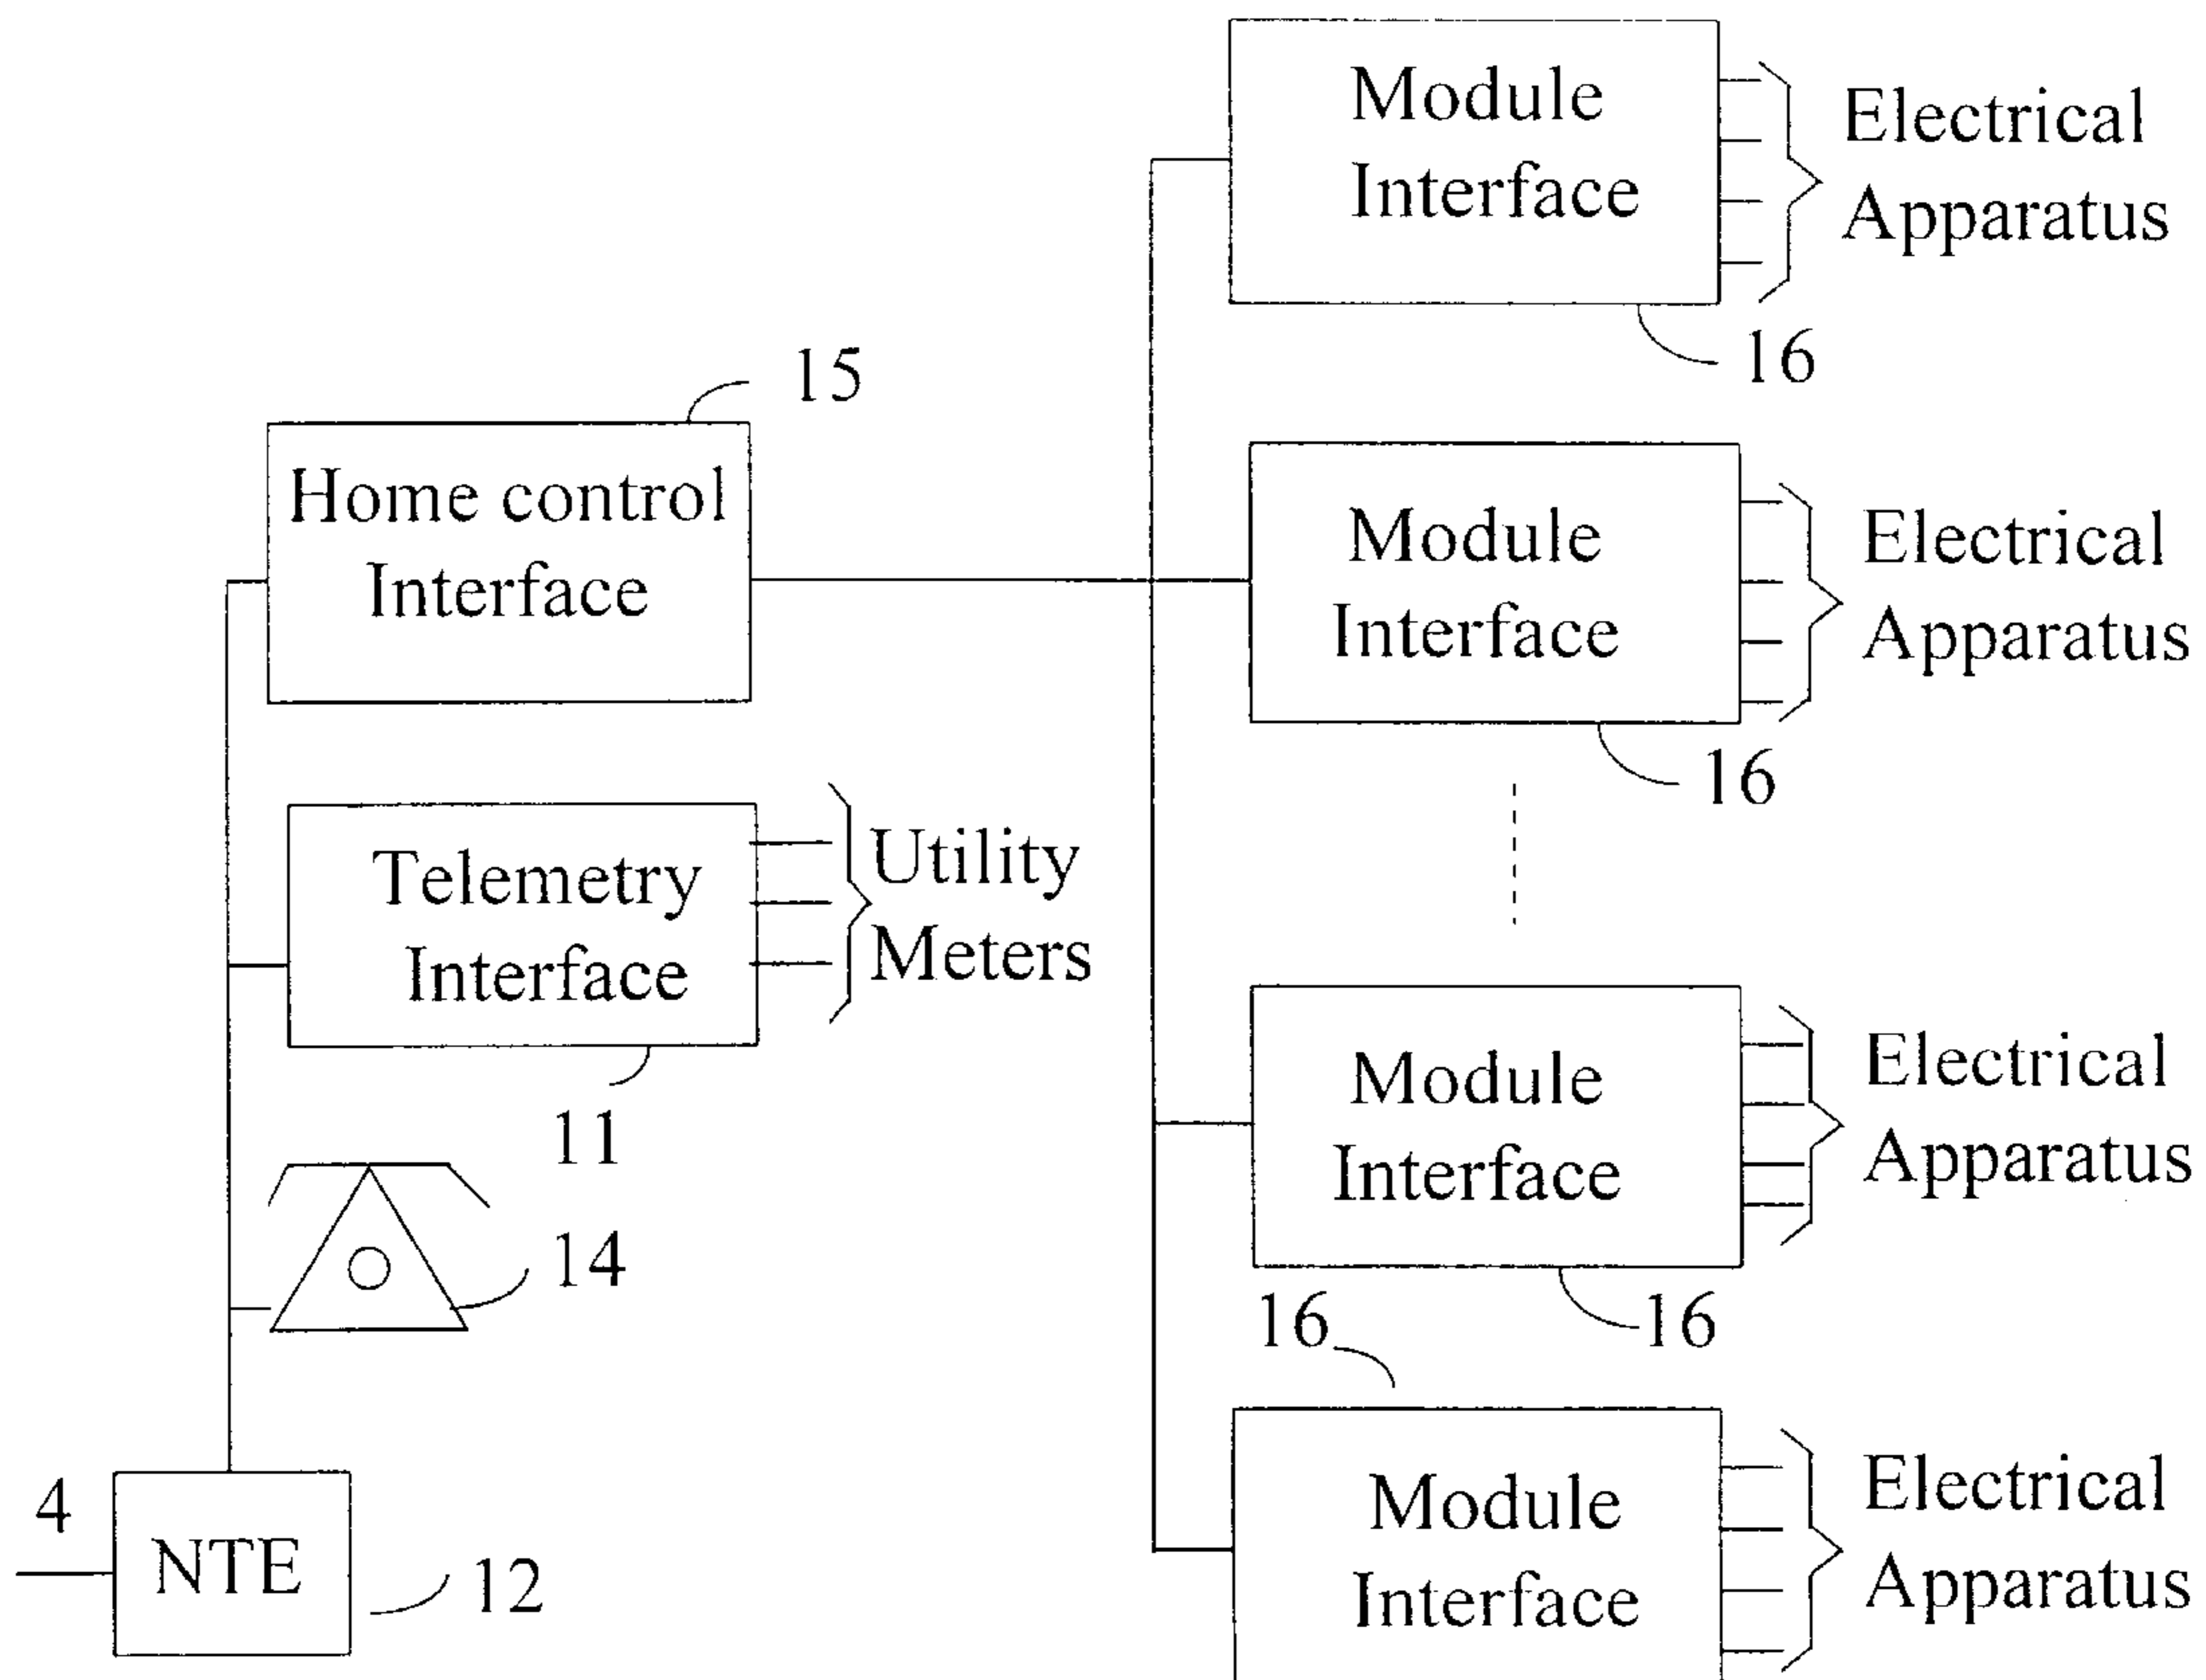 Module
Interface
Electrical
Apparatus
16
15
Home control
Interface
Module
Interface
Electrical
Apparatus
16
Telemetry
Interface
Utility
Meters
11
Module
Interface
Electrical
Apparatus
16
14
16
Module
Interface
Electrical
Apparatus
4
NTE
12